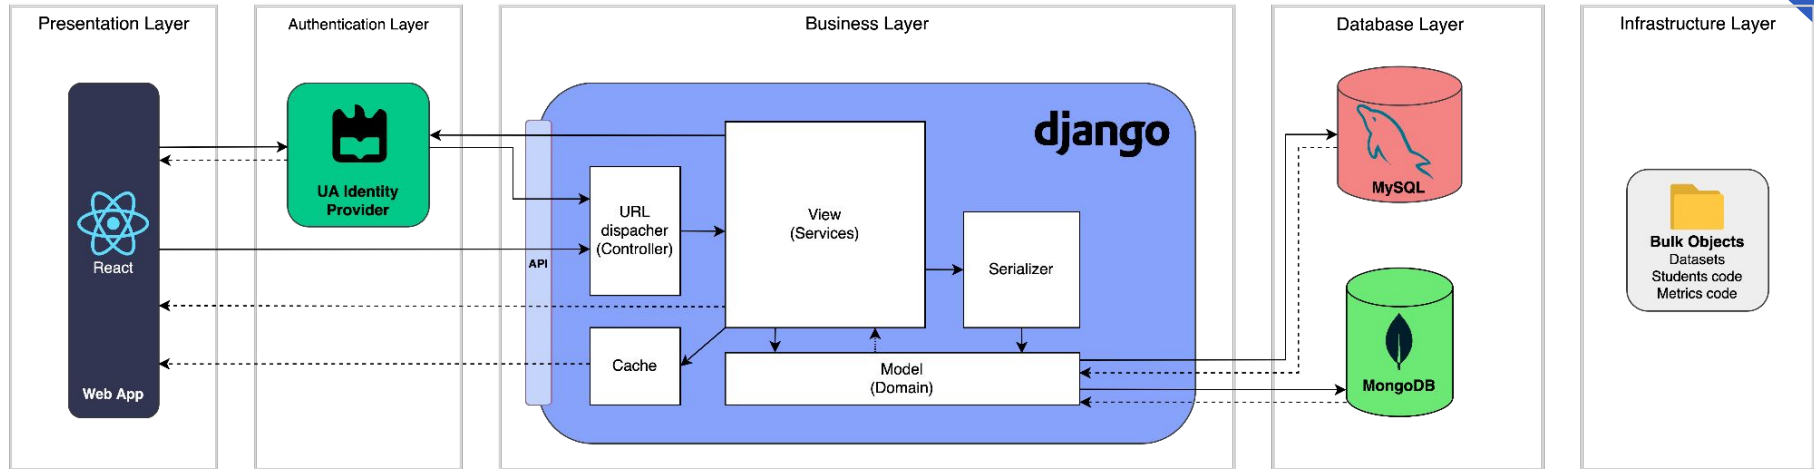 Presentation Layer
Authentication Layer
Business Layer
Database Layer
Infrastructure Layer
React
Web App
UA Identity
Provider
API
django
URL
dispacher
(Controller)
View
(Services)
Serializer
Cache
Model
(Domain)
MySQL
MongoDB
Bulk Objects
Datasets
Students code
Metrics code